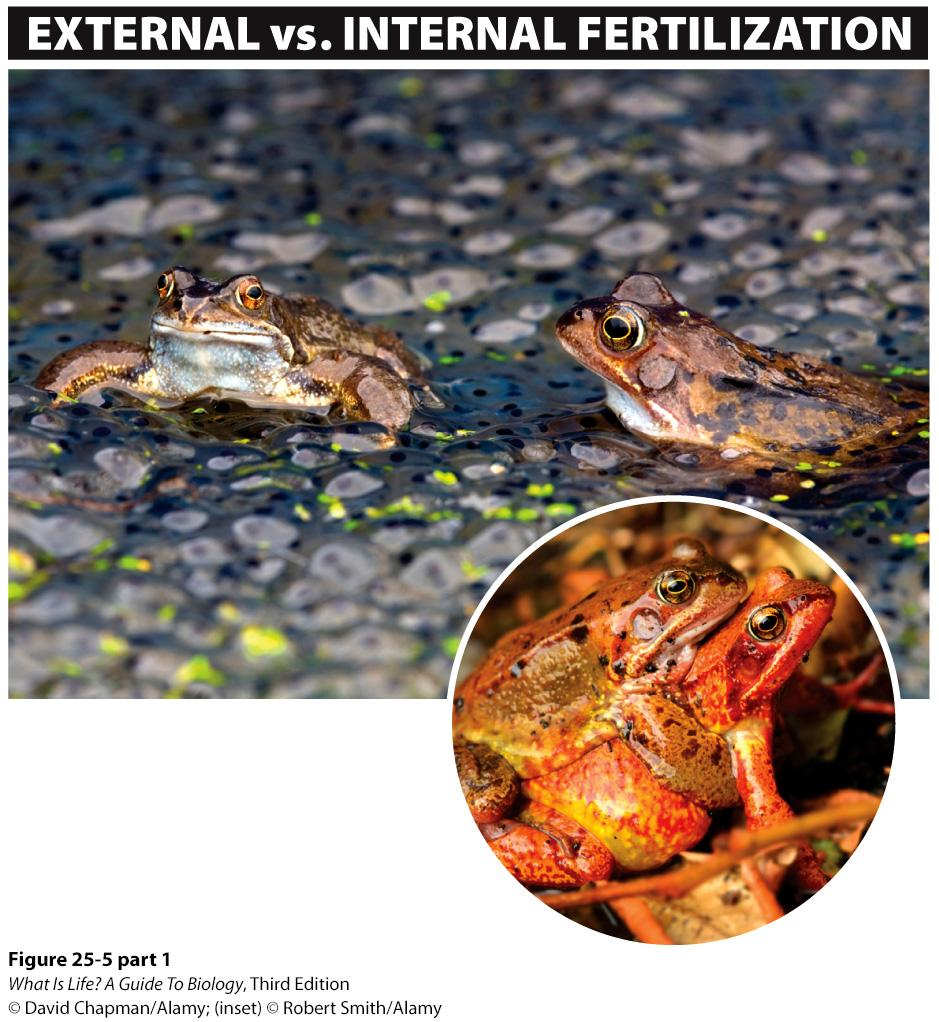 EXTERNAL vs. INTERNAL FERTILIZATION
Figure 25-5 part 1
What Is Life? A Guide To Biology, Third Edition
© David Chapman/Alamy; (inset) © Robert Smith/Alamy